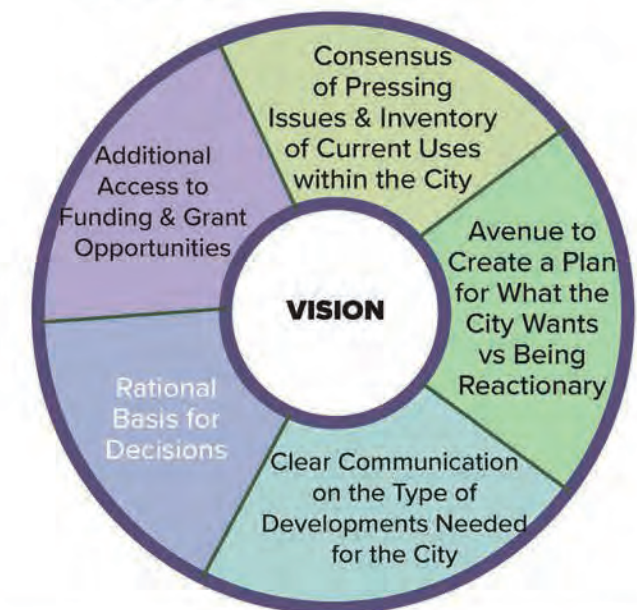 Consensus
of Pressing
Issues & Inventory
of Current Uses
within the City
Avenue to
Create a Plan
for What the
City Wants
vs Being
Reactionary
Clear Communication
on the Type of
Developments Needed
for the City
Rational
Basis for
Decisions
Additional
Access to
Funding & Grant
Opportunities
VISION